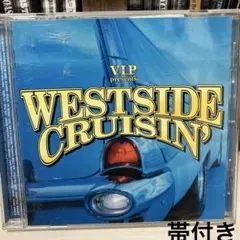 V.I.P
presents
WESTSIDE
CRUISIN'
帯付き